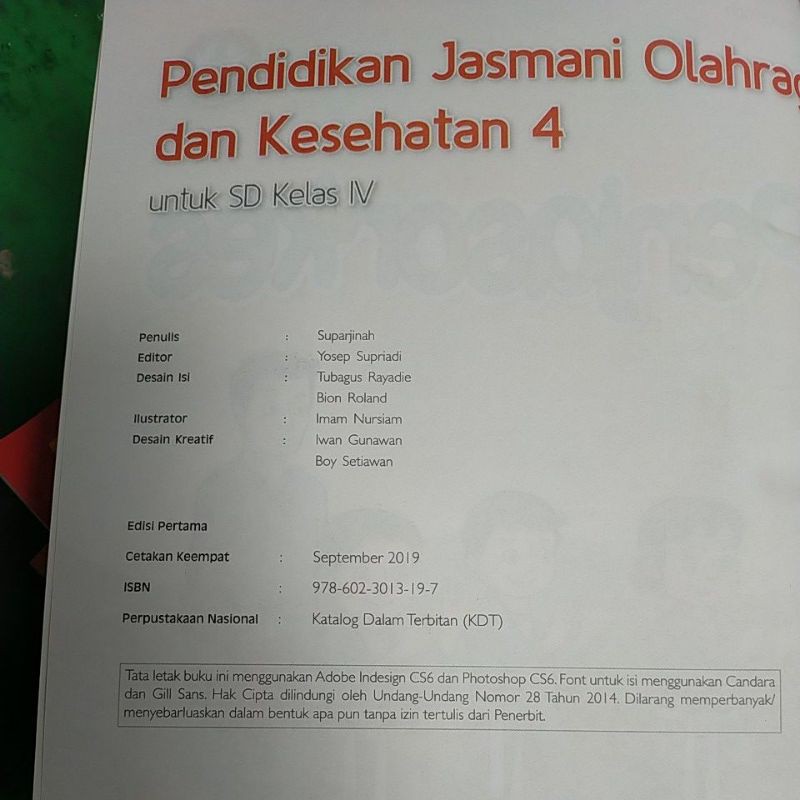 Pendidikan Jasmani Olahrag
dan Kesehatan 4
untuk SD Kelas IV
Penulis : Suparjinah
Editor : Yosep Supriadi
Desain Isi : Tubagus Rayadie
Bion Roland
Ilustrator : Imam Nursiam
Desain Kreatif : Iwan Gunawan
Boy Setiawan
Edisi Pertama
Cetakan Keempat : September 2019
ISBN : 978-602-3013-19-7
Perpustakaan Nasional : Katalog Dalam Terbitan (KDT)
Tata letak buku ini menggunakan Adobe Indesign CS6 dan Photoshop CS6. Font untuk isi menggunakan Candara
dan Gill Sans. Hak Cipta dilindungi oleh Undang-Undang Nomor 28 Tahun 2014. Dilarang memperbanyak/
menyebarluaskan dalam bentuk apa pun tanpa izin tertulis dari Penerbit.